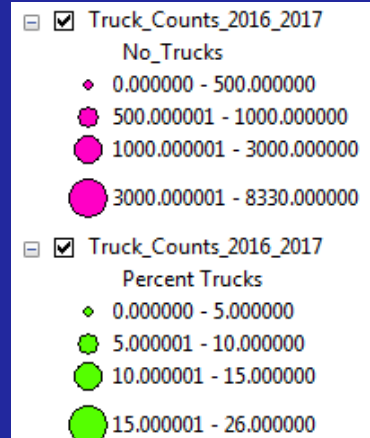 Truck_Counts_2016_2017
No_Trucks
0.000000 - 500.000000
500.000001 - 1000.000000
1000.000001 - 3000.000000
3000.000001 - 8330.000000
Truck_Counts_2016_2017
Percent Trucks
0.000000 - 5.000000
5.000001 - 10.000000
10.000001 - 15.000000
15.000001 - 26.000000